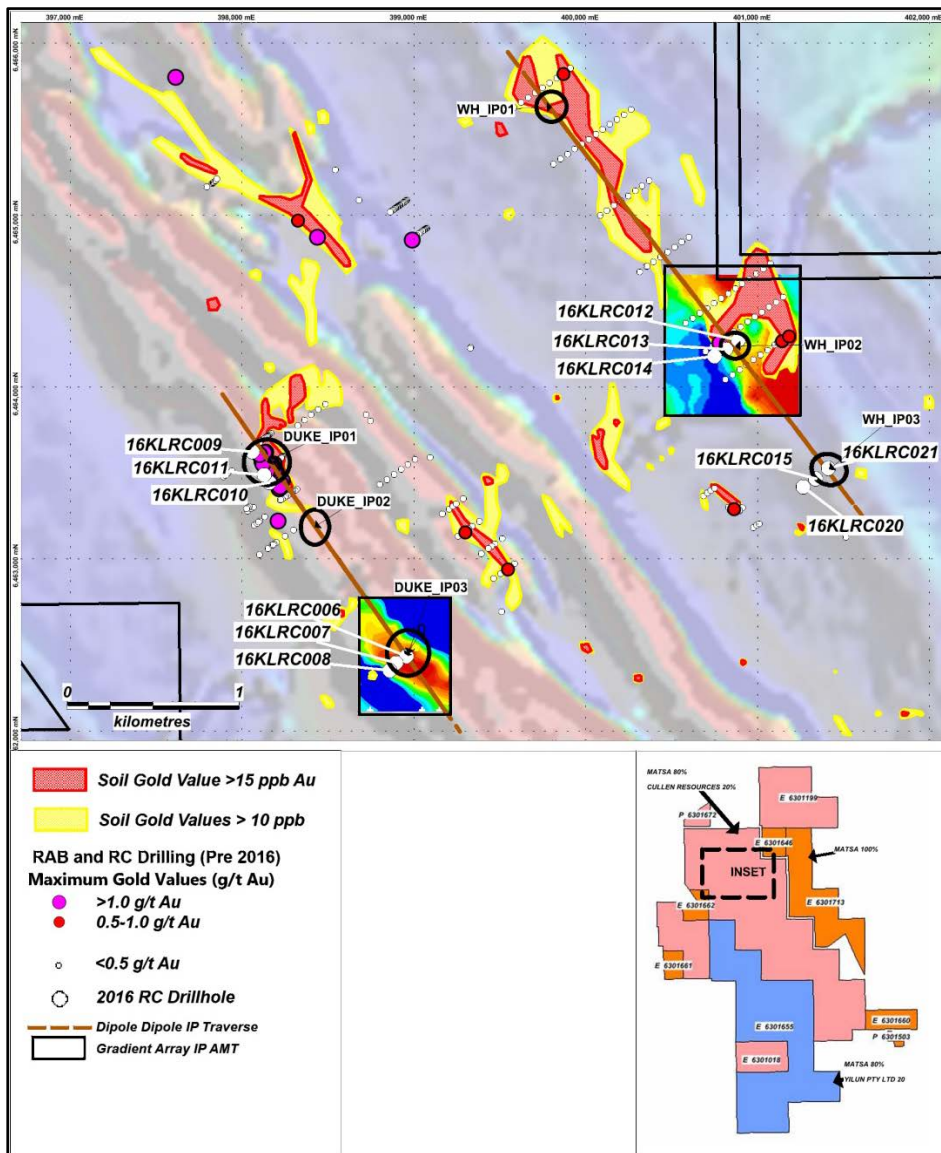 397,000 mE
398,000 mE
399,000 mE
400,000 mE
401,000 mE
402,000 mE
6,466,000 mN
6,465,000 mN
6,464,000 mN
6,463,000 mN
62,000 mN
WH_IP01
16KLRC012
16KLRC013
16KLRC014
WH_IP02
WH_IP03
16KLRC015
16KLRC021
16KLRC020
16KLRC009
DUKE_IP01
16KLRC011
16KLRC010
DUKE_IP02
DUKE_IP03
16KLRC006
16KLRC007
16KLRC008
0 1
kilometres
Soil Gold Value >15 ppb Au
Soil Gold Values > 10 ppb
RAB and RC Drilling (Pre 2016)
Maximum Gold Values (g/t Au)
>1.0 g/t Au
0.5-1.0 g/t Au
<0.5 g/t Au
2016 RC Drillhole
Dipole Dipole IP Traverse
Gradient Array IP AMT
MATSA 80%
CULLEN RESOURCES 20%
E 6301199
P 6301672
E 6301646
MATSA 100%
INSET
E 6301713
E 6301662
E 6301661
E 6301655
E 6301660
P 6301503
E 6301018
MATSA 80%
YILUN PTY LTD 20